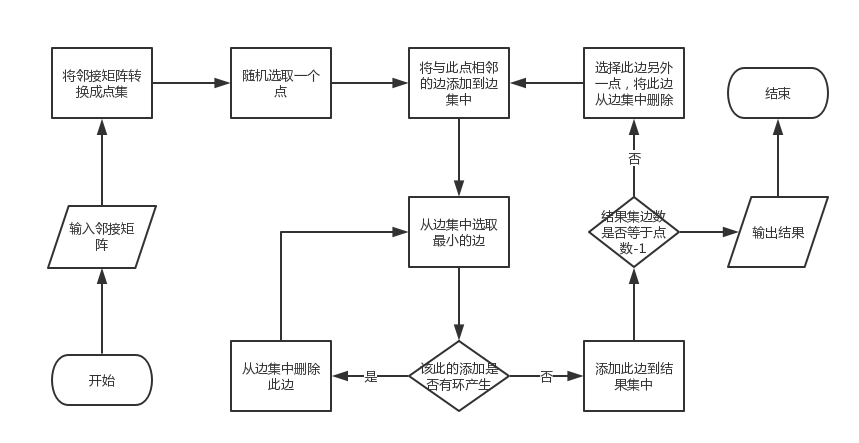 将邻接矩阵转
换成点集
随机选取一个
点
将与此点相邻
的边添加到边
集中
选择此边另外
一点，将此边
从边集中删除
结束
否
输入邻接矩
阵
从边集中选取
最小的边
结果集边数
是否等于点
数-1
输出结果
开始
从边集中删除
此边
是
该此的添加是
否有环产生
否
添加此边到结
果集中